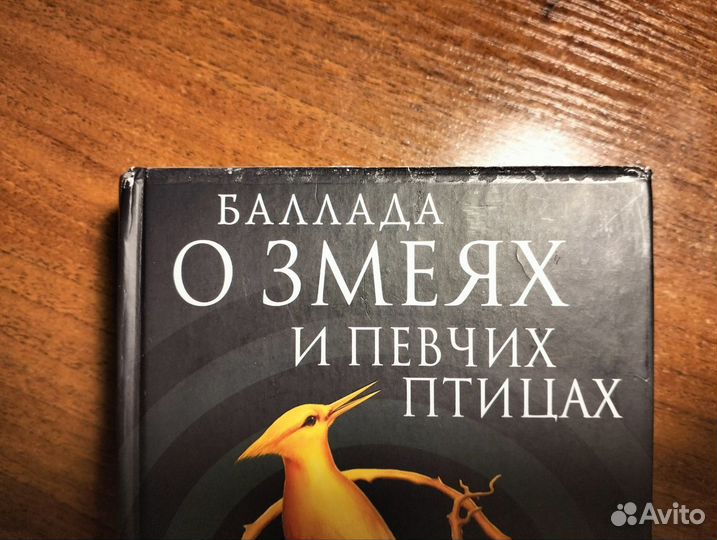 БАЛЛАДА
О ЗМЕЯХ
И ПЕВЧИХ
ПТИЦАХ
Avito